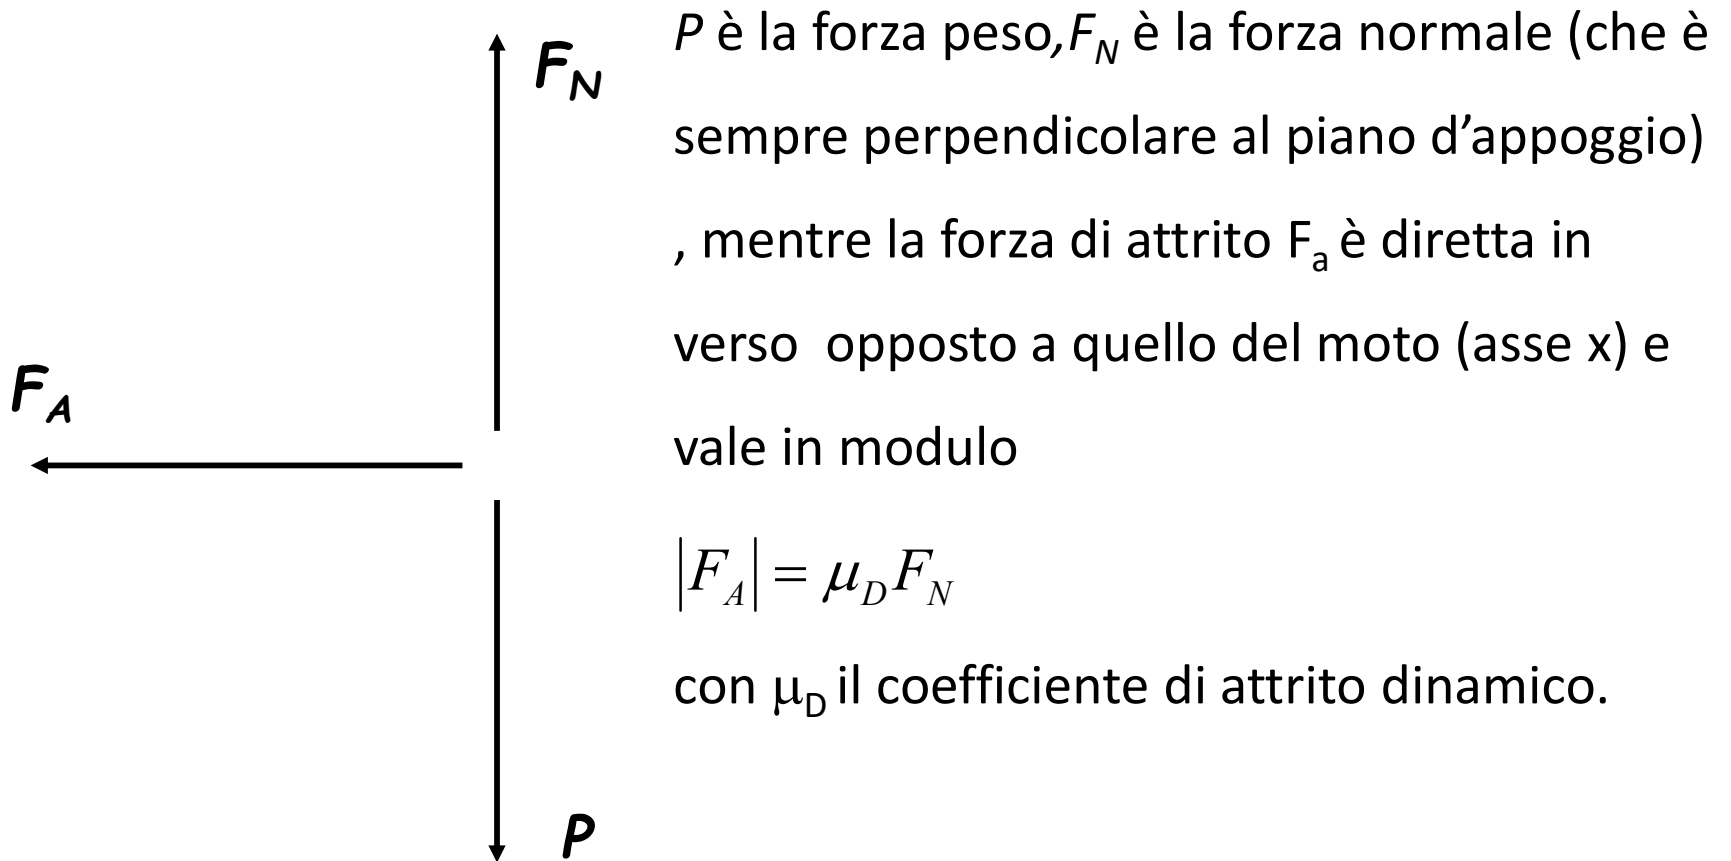 F_N
F_A
P
P è la forza peso,F_N è la forza normale (che è
sempre perpendicolare al piano d’appoggio)
, mentre la forza di attrito F_a è diretta in
verso  opposto a quello del moto (asse x) e
vale in modulo
|F_A| = μ_D F_N
con μ_D il coefficiente di attrito dinamico.